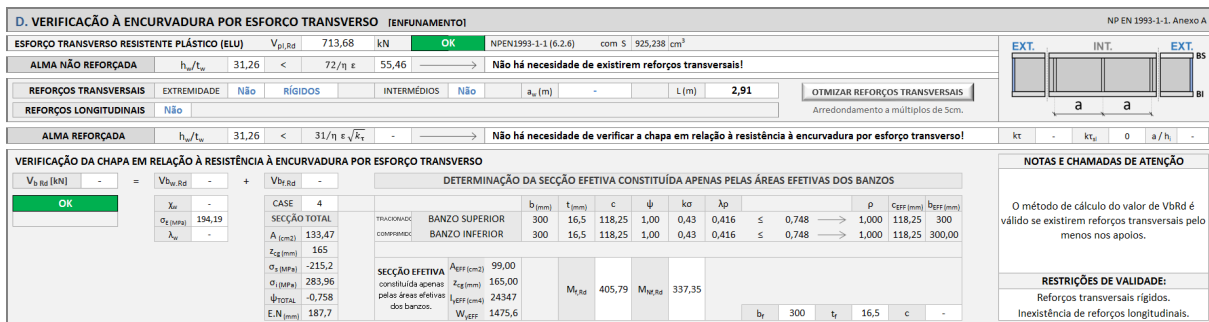 D. VERIFICAÇÃO À ENCURVADURA POR ESFORÇO TRANSVERSO [ENFUNAMENTO] NP EN 1993-1-1. Anexo A
ESFORÇO TRANSVERSO RESISTENTE PLÁSTICO (ELU) Vpl,Rd 713,68 kN OK NPEN1993-1-1 (6.2.6) com S 925,238 cm³
EXT. INT. EXT.
BS
BI
a a
ALMA NÃO REFORÇADA hw/tw 31,26 < 72/η ε 55,46 ⟶ Não há necessidade de existirem reforços transversais!
REFORÇOS TRANSVERSAIS EXTREMIDADE Não RÍGIDOS INTERMÉDIOS Não aw (m) - L (m) 2,91 OTMIZAR REFORÇOS TRANSVERSAIS
REFORÇOS LONGITUDINAIS Não Arredondamento a múltiplos de 5cm.
ALMA REFORÇADA hw/tw 31,26 < 31/η ε √kτ - ⟶ Não há necessidade de verificar a chapa em relação à resistência à encurvadura por esforço transverso! kτ - kτsl 0 a / hi -
VERIFICAÇÃO DA CHAPA EM RELAÇÃO À RESISTÊNCIA À ENCURVADURA POR ESFORÇO TRANSVERSO
Vb Rd [kN] - = Vbw.Rd - + Vbf.Rd - DETERMINAÇÃO DA SECÇÃO EFETIVA CONSTITUÍDA APENAS PELAS ÁREAS EFETIVAS DOS BANZOS
OK χw - CASE 4 b (mm) t (mm) c ψ kσ λp ρ cEFF (mm) bEFF (mm)
σE (MPa) 194,19 SECÇÃO TOTAL TRACIONADO BANZO SUPERIOR 300 16,5 118,25 1,00 0,43 0,416 ≤ 0,748 ⟶ 1,000 118,25 300
λw - A (cm2) 133,47 COMPRIMIDO BANZO INFERIOR 300 16,5 118,25 1,00 0,43 0,416 ≤ 0,748 ⟶ 1,000 118,25 300,00
zcg (mm) 165
σs (MPa) -215,2
σi (MPa) 283,96
ψTOTAL -0,758
E.N (mm) 187,7
SECÇÃO EFETIVA
constituída apenas
pelas áreas efetivas
dos banzos.
AEFF (cm2) 99,00
zcg (mm) 165,00
IyEFF (cm4) 24347
WyEFF 1475,6
Mf,Rd 405,79 MNf,Rd 337,35
bf 300 tf 16,5 c -
NOTAS E CHAMADAS DE ATENÇÃO
O método de cálculo do valor de VbRd é
válido se existirem reforços transversais pelo
menos nos apoios.
RESTRIÇÕES DE VALIDADE:
Reforços transversais rígidos.
Inexistência de reforços longitudinais.